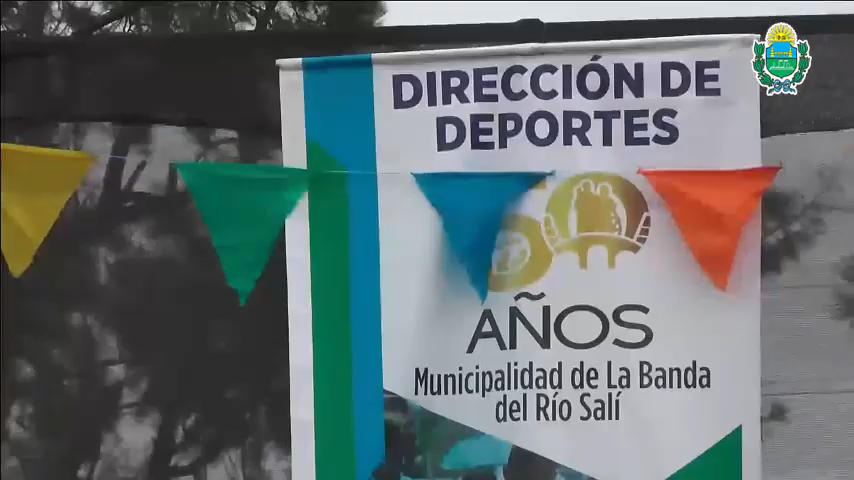 DIRECCIÓN DE
DEPORTES
AÑOS
Municipalidad de La Banda
del Río Salí